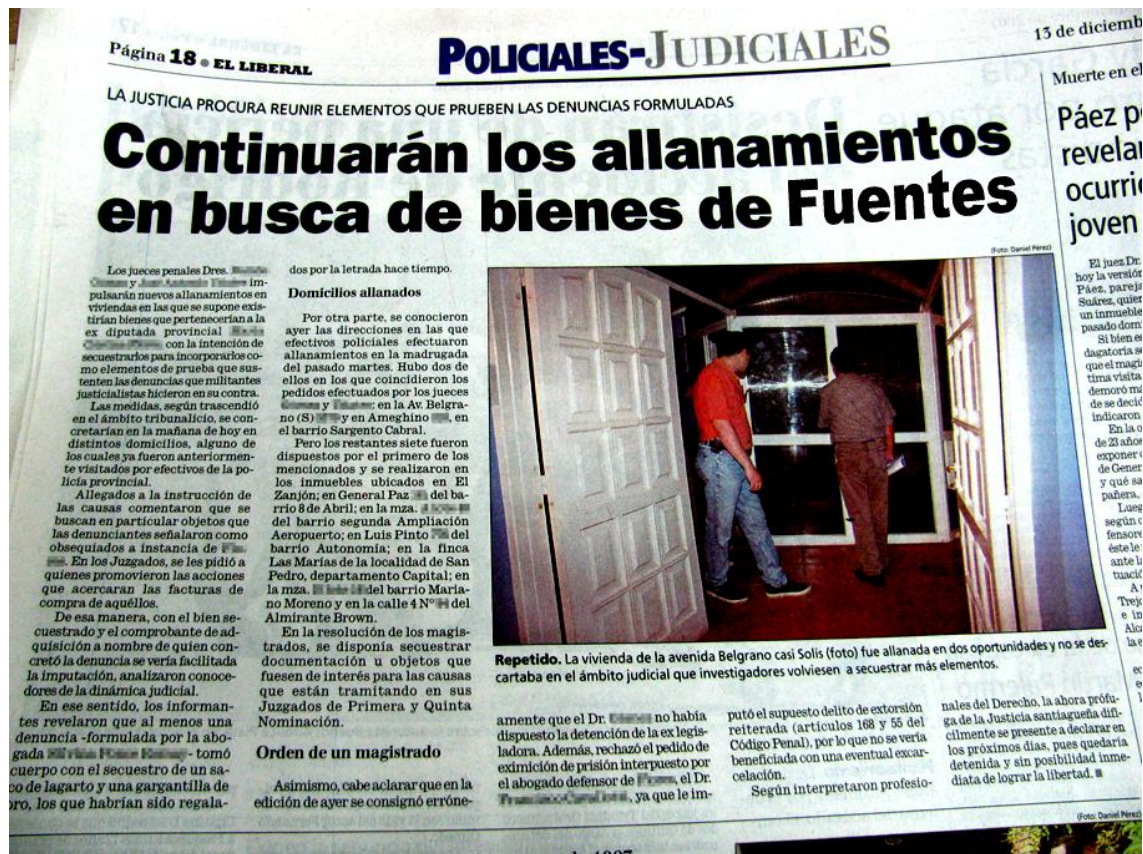 Página 18 • EL LIBERAL
POLICIALES-JUDICIALES
13 de diciemb
LA JUSTICIA PROCURA REUNIR ELEMENTOS QUE PRUEBEN LAS DENUNCIAS FORMULADAS
Continuarán los allanamientos
en busca de bienes de Fuentes
(Foto: Daniel Pérez)
Los jueces penales Dres.
y im-
pulsarán nuevos allanamientos en
viviendas en las que se supone exis-
tirían bienes que pertenecerían a la
ex diputada provincial
con la intención de
secuestrarlos para incorporarlos co-
mo elementos de prueba que sus-
tenten las denuncias que militantes
justicialistas hicieron en su contra.
Las medidas, según trascendió
en el ámbito tribunalicio, se con-
cretarían en la mañana de hoy en
distintos domicilios, alguno de
los cuales ya fueron anteriormen-
te visitados por efectivos de la po-
licía provincial.
Allegados a la instrucción de
las causas comentaron que se
buscan en particular objetos que
las denunciantes señalaron como
obsequiados a instancia de
. En los Juzgados, se les pidió a
quienes promovieron las acciones
que acercaran las facturas de
compra de aquéllos.
De esa manera, con el bien se-
cuestrado y el comprobante de ad-
quisición a nombre de quien con-
cretó la denuncia se vería facilitada
la imputación, analizaron conoce-
dores de la dinámica judicial.
En ese sentido, los informan-
tes revelaron que al menos una
denuncia -formulada por la abo-
gada - tomó
cuerpo con el secuestro de un sa-
co de lagarto y una gargantilla de
oro, los que habrían sido regala-
dos por la letrada hace tiempo.
Domicilios allanados
Por otra parte, se conocieron
ayer las direcciones en las que
efectivos policiales efectuaron
allanamientos en la madrugada
del pasado martes. Hubo dos de
ellos en los que coincidieron los
pedidos efectuados por los jueces
y : en la Av. Belgra-
no (S) y en Ameghino , en
el barrio Sargento Cabral.
Pero los restantes siete fueron
dispuestos por el primero de los
mencionados y se realizaron en
los inmuebles ubicados en El
Zanjón; en General Paz del ba-
rrio 8 de Abril; en la mza.
del barrio segunda Ampliación
Aeropuerto; en Luis Pinto del
barrio Autonomía; en la finca
Las Marías de la localidad de San
Pedro, departamento Capital; en
la mza. del barrio Maria-
no Moreno y en la calle 4 N° del
Almirante Brown.
En la resolución de los magis-
trados, se disponía secuestrar
documentación u objetos que
fuesen de interés para las causas
que están tramitando en sus
Juzgados de Primera y Quinta
Nominación.
Orden de un magistrado
Asimismo, cabe aclarar que en la
edición de ayer se consignó erróne-
Repetido. La vivienda de la avenida Belgrano casi Solís (foto) fue allanada en dos oportunidades y no se des-
cartaba en el ámbito judicial que investigadores volviesen a secuestrar más elementos.
amente que el Dr. no había
dispuesto la detención de la ex legis-
ladora. Además, rechazó el pedido de
eximición de prisión interpuesto por
el abogado defensor de , el Dr.
, ya que le im-
putó el supuesto delito de extorsión
reiterada (artículos 168 y 55 del
Código Penal), por lo que no se vería
beneficiada con una eventual excar-
celación.
Según interpretaron profesio-
nales del Derecho, la ahora prófu-
ga de la Justicia santiagueña difí-
cilmente se presente a declarar en
los próximos días, pues quedaría
detenida y sin posibilidad inme-
diata de lograr la libertad.
(Foto: Daniel Pérez)
Muerte en el
Páez p
revelar
ocurrio
joven
El juez Dr.
hoy la versión
Páez, pareja
Suárez, quien
un inmueble
pasado domi
Si bien es
dagatoria se
que el magi
tima visita
demoró má
de se decid
indicaron
En la o
de 23 años
exponer
de Gener
y qué sa
pañera,
Lueg
según
fensore
éste le
ante la
tuació
A
Trej
e in
Alca
la